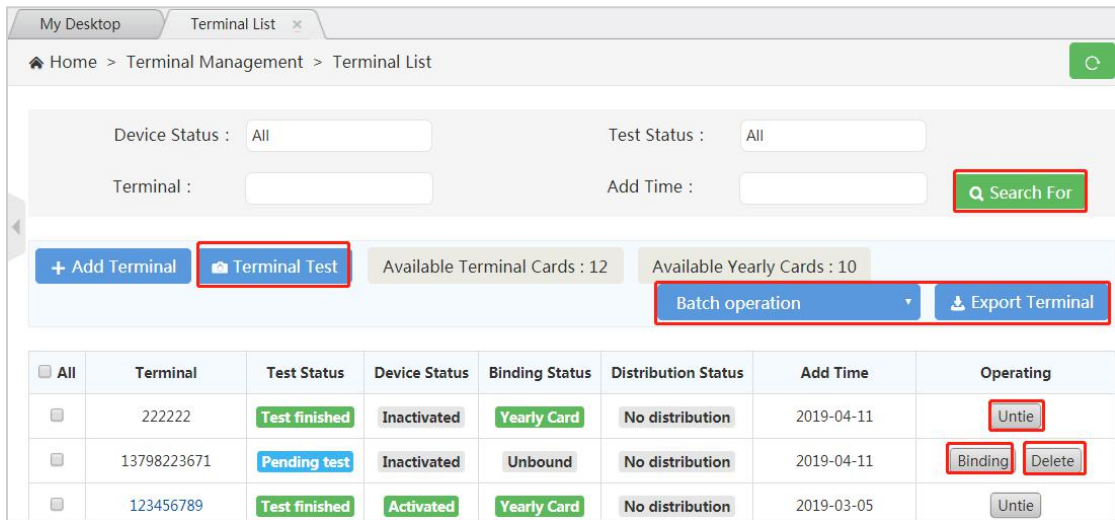 My Desktop Terminal List ×
Home > Terminal Management > Terminal List
Device Status : All Test Status : All
Terminal : Add Time : Search For
+ Add Terminal Terminal Test Available Terminal Cards : 12 Available Yearly Cards : 10
Batch operation Export Terminal
All Terminal Test Status Device Status Binding Status Distribution Status Add Time Operating
222222 Test finished Inactivated Yearly Card No distribution 2019-04-11 Untie
13798223671 Pending test Inactivated Unbound No distribution 2019-04-11 Binding Delete
123456789 Test finished Activated Yearly Card No distribution 2019-03-05 Untie